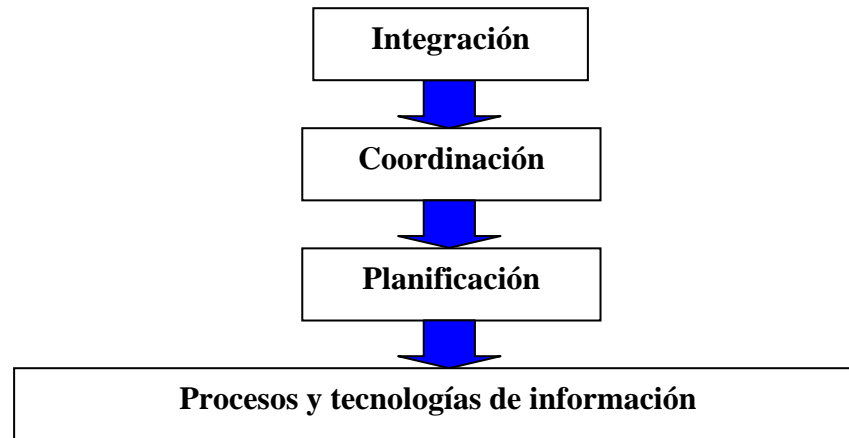 Integración
Coordinación
Planificación
Procesos y tecnologías de información